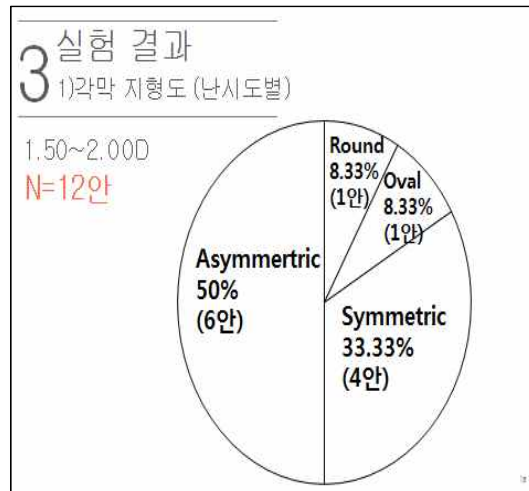 3 실험 결과
1)각막 지형도 (난시도별)
1.50~2.00D
N=12안
Round
8.33%
(1안)
Oval
8.33%
(1안)
Asymmertric
50%
(6안)
Symmetric
33.33%
(4안)